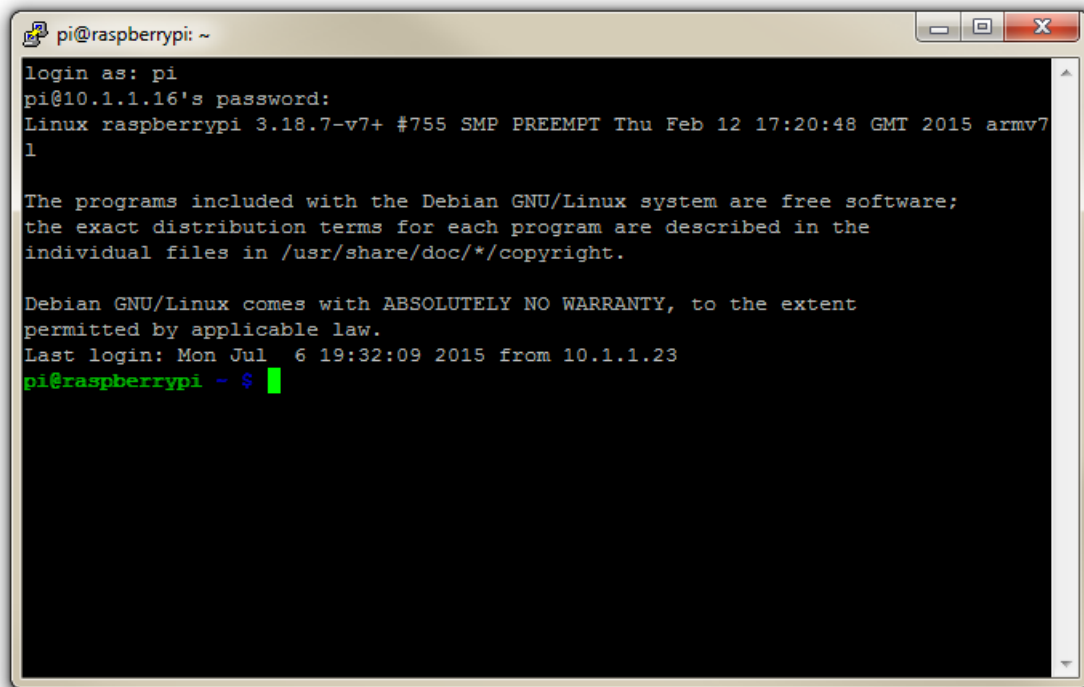 pi@raspberrypi: ~
login as: pi
pi@10.1.1.16's password:
Linux raspberrypi 3.18.7-v7+ #755 SMP PREEMPT Thu Feb 12 17:20:48 GMT 2015 armv7
l
The programs included with the Debian GNU/Linux system are free software;
the exact distribution terms for each program are described in the
individual files in /usr/share/doc/*/copyright.
Debian GNU/Linux comes with ABSOLUTELY NO WARRANTY, to the extent
permitted by applicable law.
Last login: Mon Jul  6 19:32:09 2015 from 10.1.1.23
pi@raspberrypi ~ $